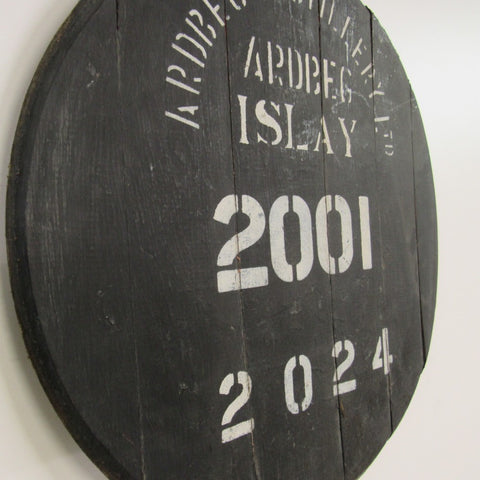 ARDBEG DISTILLERY LTD
ARDBEG
ISLAY
2001
2024